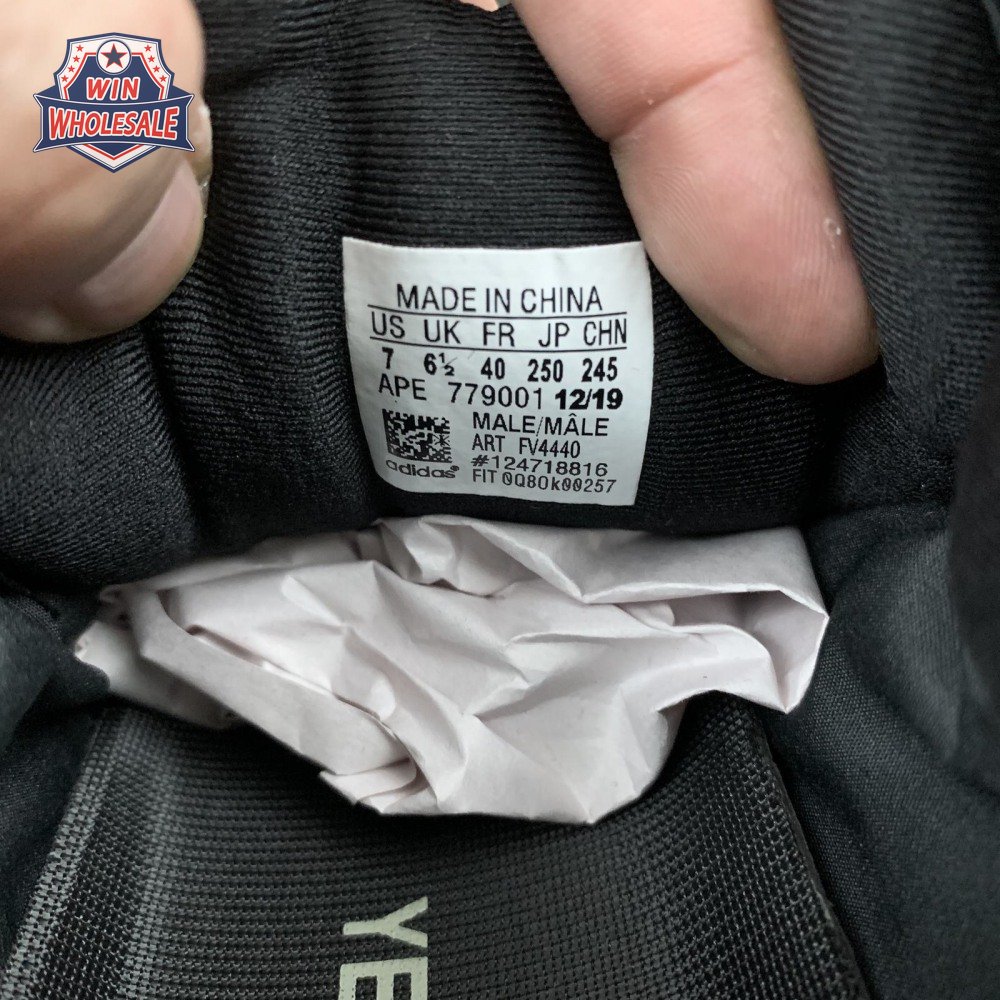 WIN
WHOLESALE
MADE IN CHINA
US UK FR JP CHN
7 6½ 40 250 245
APE 779001 12/19
MALE/MÂLE
ART FV4440
#124718816
adidas®
FIT 0Q80k00257
YE